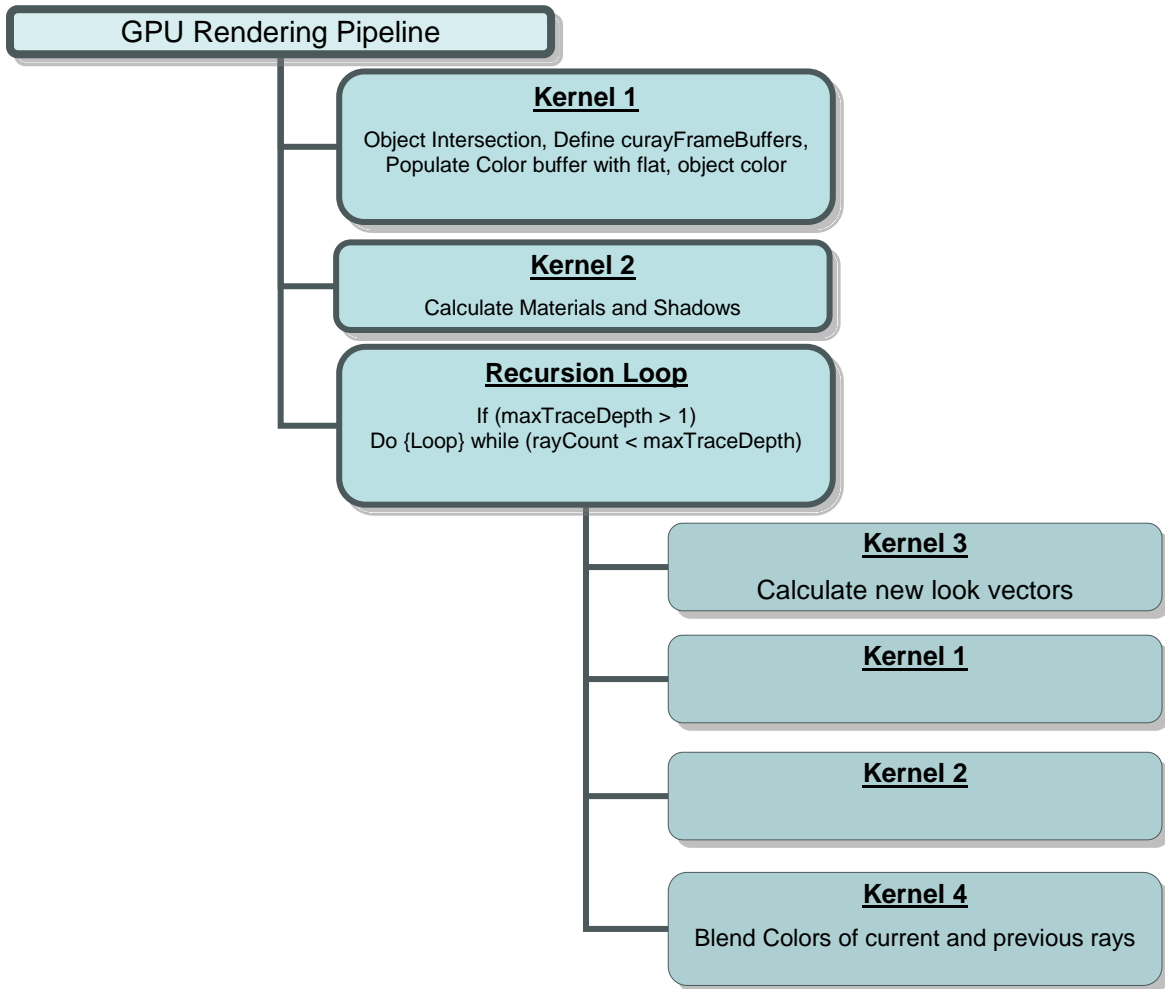 GPU Rendering Pipeline
Kernel 1
Object Intersection, Define curayFrameBuffers,
Populate Color buffer with flat, object color
Kernel 2
Calculate Materials and Shadows
Recursion Loop
If (maxTraceDepth > 1)
Do {Loop} while (rayCount < maxTraceDepth)
Kernel 3
Calculate new look vectors
Kernel 1
Kernel 2
Kernel 4
Blend Colors of current and previous rays